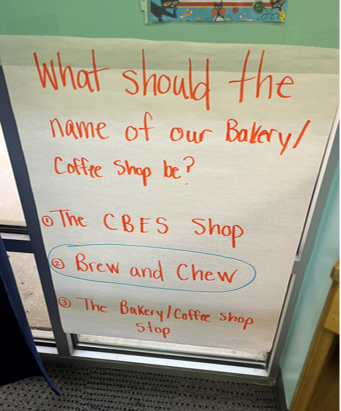 What should the
name of our Bakery/
Coffee Shop be?
① The CBES Shop
② Brew and Chew
③ The Bakery/Coffee Shop
Stop